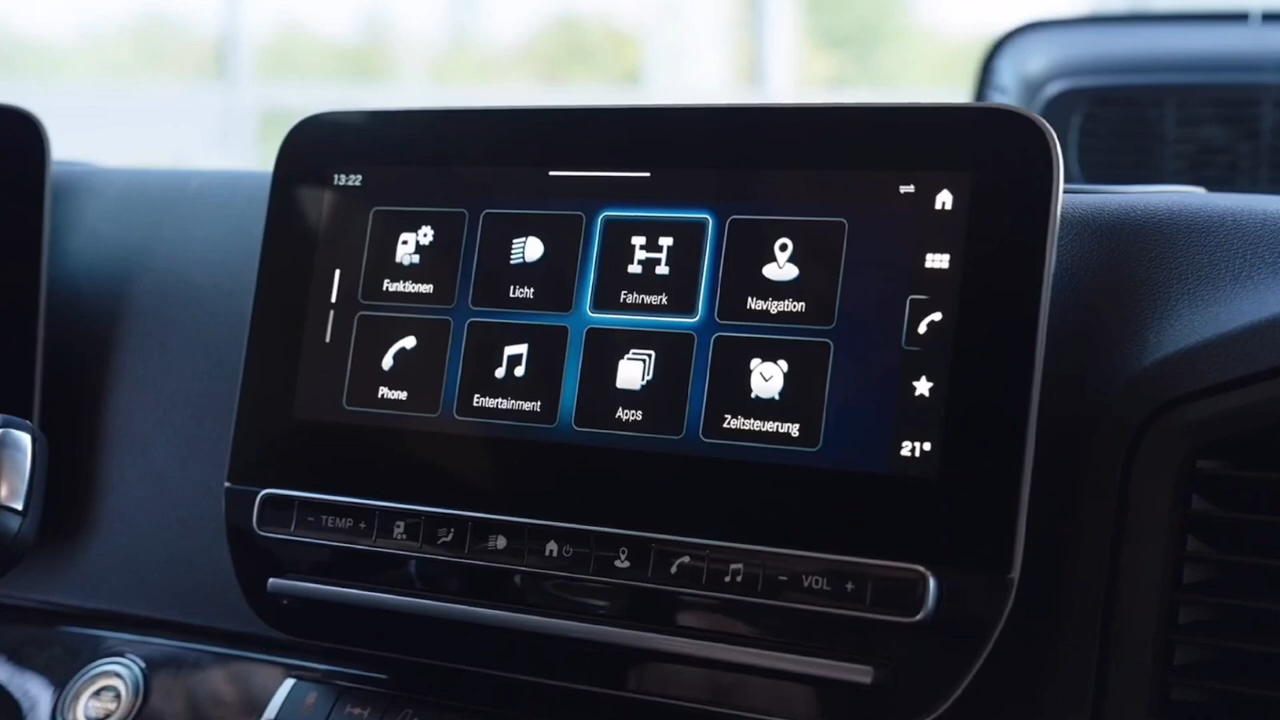 13:22
Funktionen
Licht
Fahrwerk
Navigation
Phone
Entertainment
Apps
Zeitsteuerung
21°
- TEMP +
- VOL +